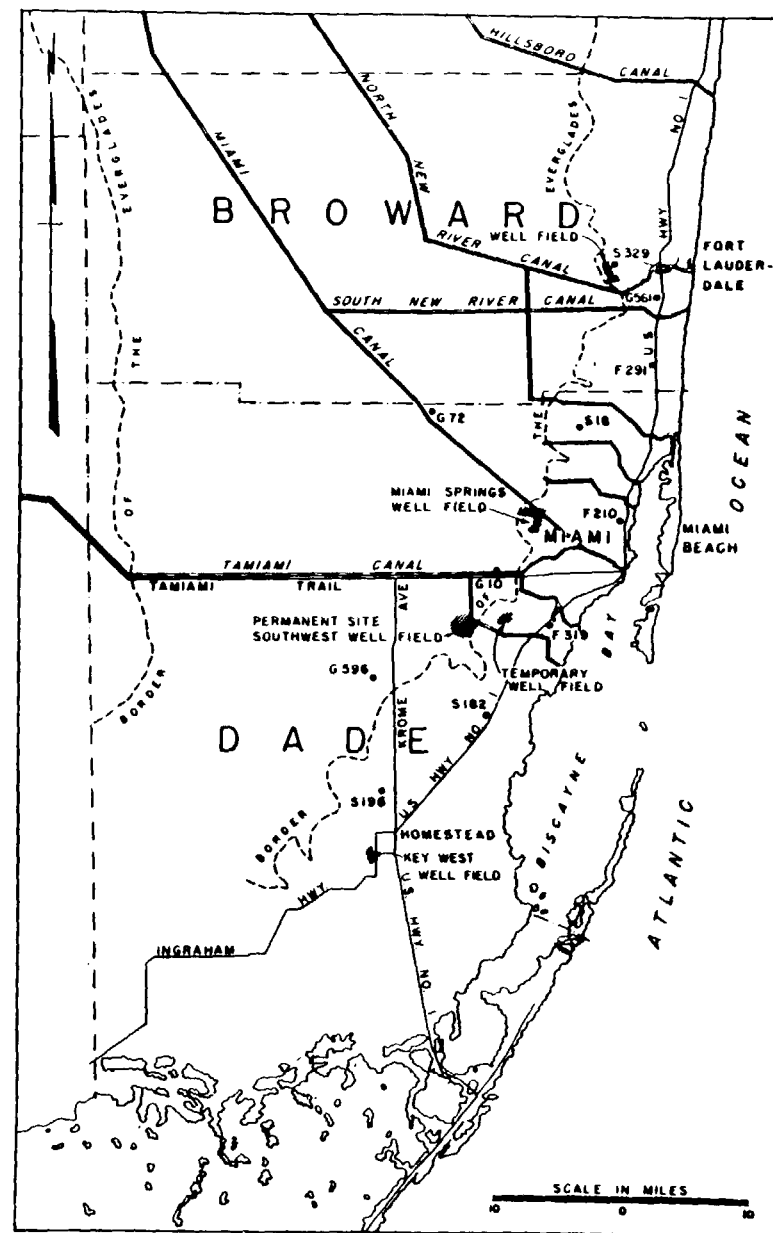 HILLSBORO CANAL
NORTH NEW RIVER CANAL
MIAMI CANAL
EVERGLADES
EVERGLADES
US HWY NO 1
BROWARD
WELL FIELD
S 329
FORT
LAUDER-
DALE
G561
SOUTH NEW RIVER CANAL
F 291
THE
THE
G 72
S 18
OCEAN
MIAMI SPRINGS
WELL FIELD
F 210
MIAMI
MIAMI
BEACH
OF
OF
TAMIAMI CANAL
TAMIAMI TRAIL
G 10
KROME AVE
PERMANENT SITE
SOUTHWEST WELL FIELD
F 319
BAY
TEMPORARY
WELL FIELD
G 596
BORDER
S 182
DADE
US HWY NO 1
S 196
BORDER
BISCAYNE
ATLANTIC
HOMESTEAD
KEY WEST
WELL FIELD
INGRAHAM HWY
US HWY NO 1
SCALE IN MILES
10 0 10